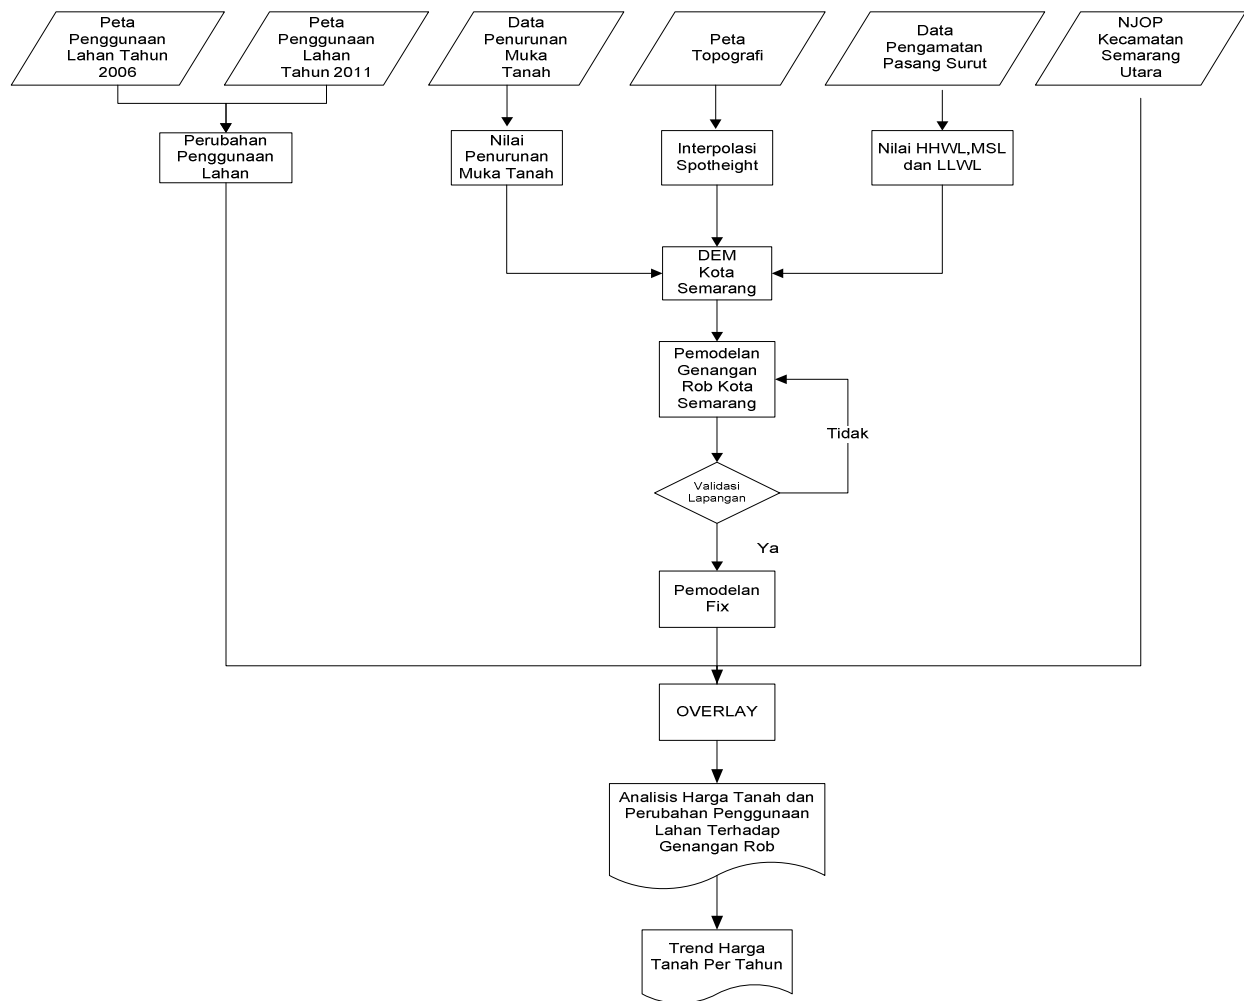 Peta
Penggunaan
Lahan Tahun
2006
Peta
Penggunaan
Lahan
Tahun 2011
Data
Penurunan
Muka
Tanah
Peta
Topografi
Data
Pengamatan
Pasang Surut
NJOP
Kecamatan
Semarang
Utara
Perubahan
Penggunaan
Lahan
Nilai
Penurunan
Muka Tanah
Interpolasi
Spotheight
Nilai HHWL,MSL
dan LLWL
DEM
Kota
Semarang
Pemodelan
Genangan
Rob Kota
Semarang
Tidak
Validasi
Lapangan
Ya
Pemodelan
Fix
OVERLAY
Analisis Harga Tanah dan
Perubahan Penggunaan
Lahan Terhadap
Genangan Rob
Trend Harga
Tanah Per Tahun